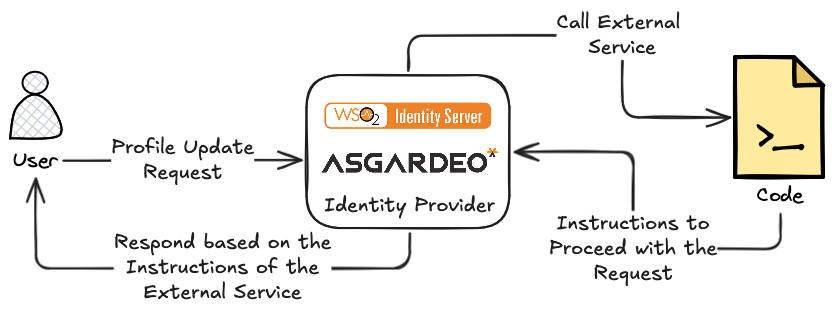 Call External
Service
WSO2 Identity Server
ASGARDEO
Identity Provider
User
Profile Update
Request
>_
Code
Instructions to
Proceed with the
Request
Respond based on the
Instructions of the
External Service